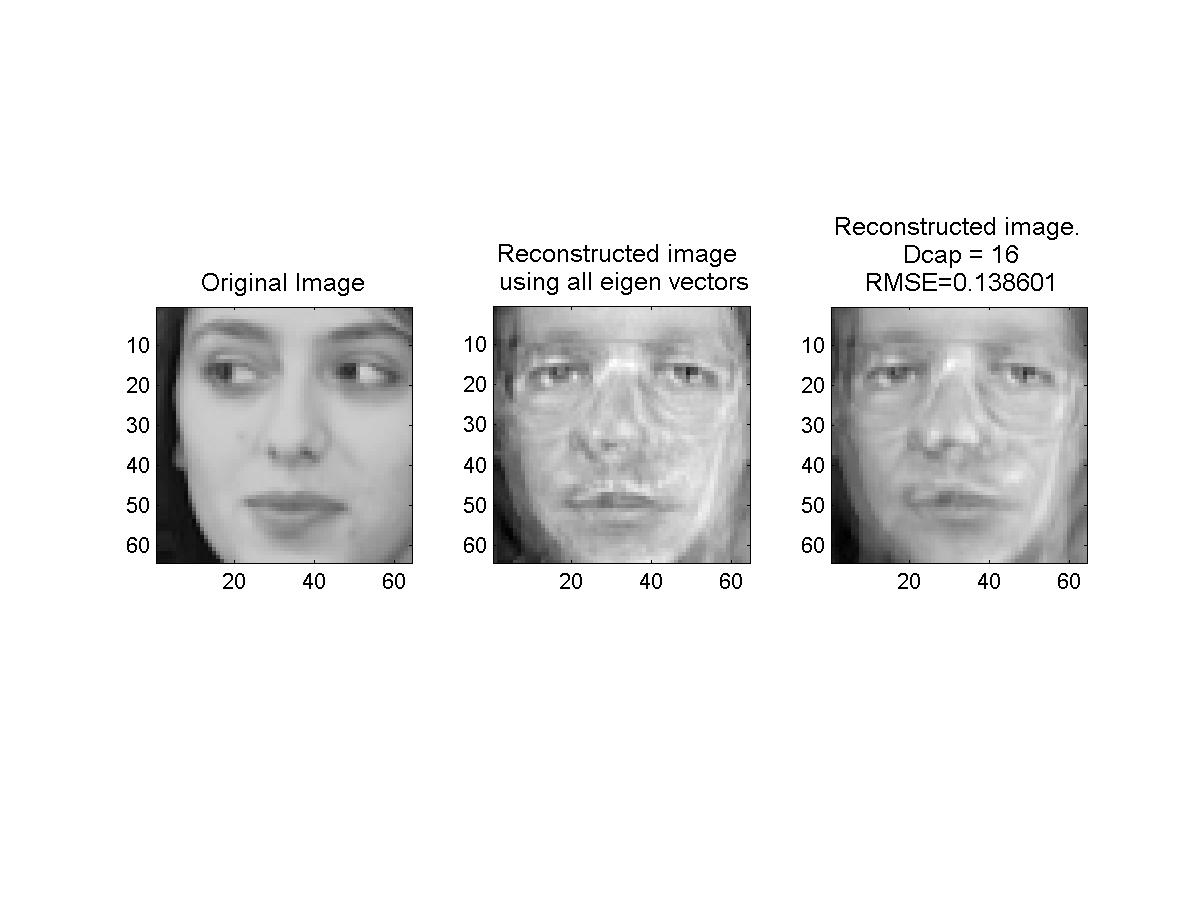 Original Image
10
20
30
40
50
60
20 40 60
Reconstructed image
using all eigen vectors
10
20
30
40
50
60
20 40 60
Reconstructed image.
Dcap = 16
RMSE=0.138601
10
20
30
40
50
60
20 40 60